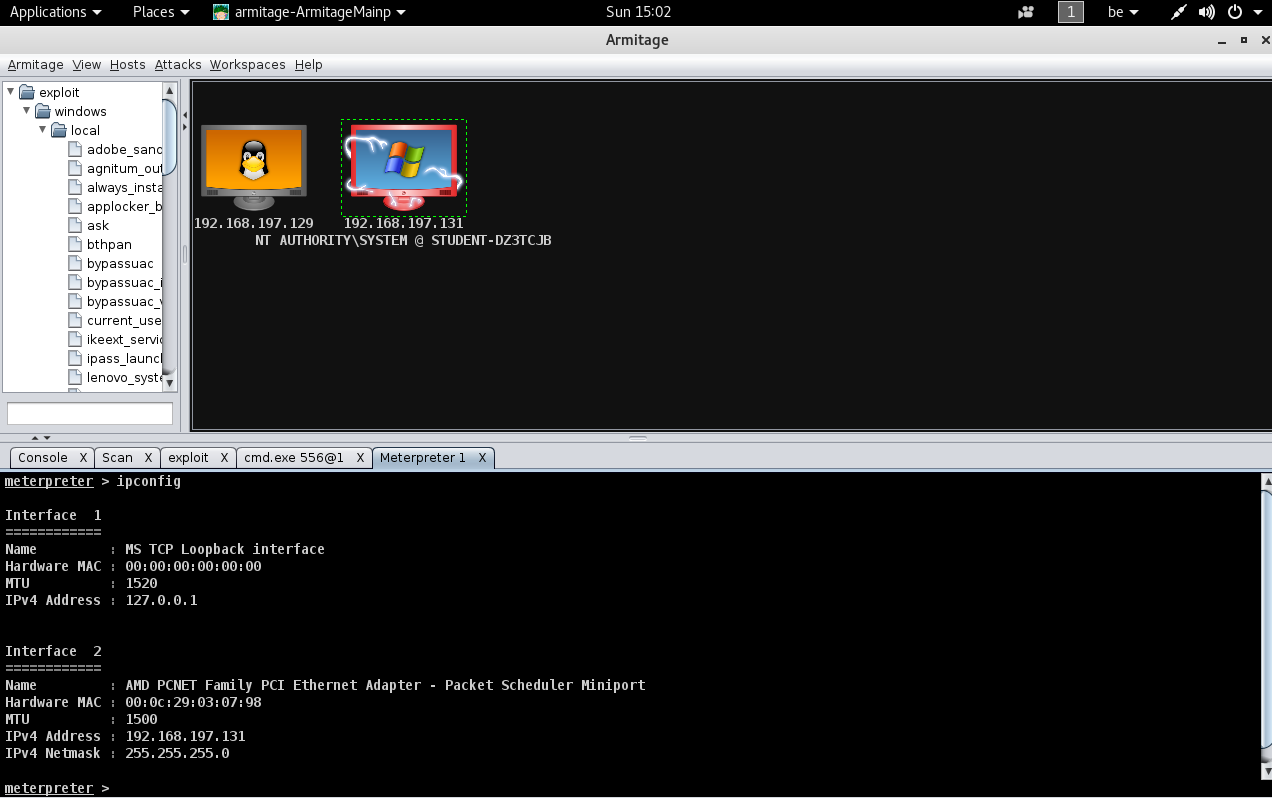 Applications Places armitage-ArmitageMainp Sun 15:02 1 be
Armitage
Armitage View Hosts Attacks Workspaces Help
exploit
windows
local
adobe_sand
agnitum_out
always_insta
applocker_b
ask
bthpan
bypassuac
bypassuac_i
bypassuac_v
current_use
ikeext_servic
ipass_launch
lenovo_syste
192.168.197.129 192.168.197.131
NT AUTHORITY\SYSTEM @ STUDENT-DZ3TCJB
Console X Scan X exploit X cmd.exe 556@1 X Meterpreter 1 X
meterpreter > ipconfig
Interface  1
============
Name         : MS TCP Loopback interface
Hardware MAC : 00:00:00:00:00:00
MTU          : 1520
IPv4 Address : 127.0.0.1
Interface  2
============
Name         : AMD PCNET Family PCI Ethernet Adapter - Packet Scheduler Miniport
Hardware MAC : 00:0c:29:03:07:98
MTU          : 1500
IPv4 Address : 192.168.197.131
IPv4 Netmask : 255.255.255.0
meterpreter >